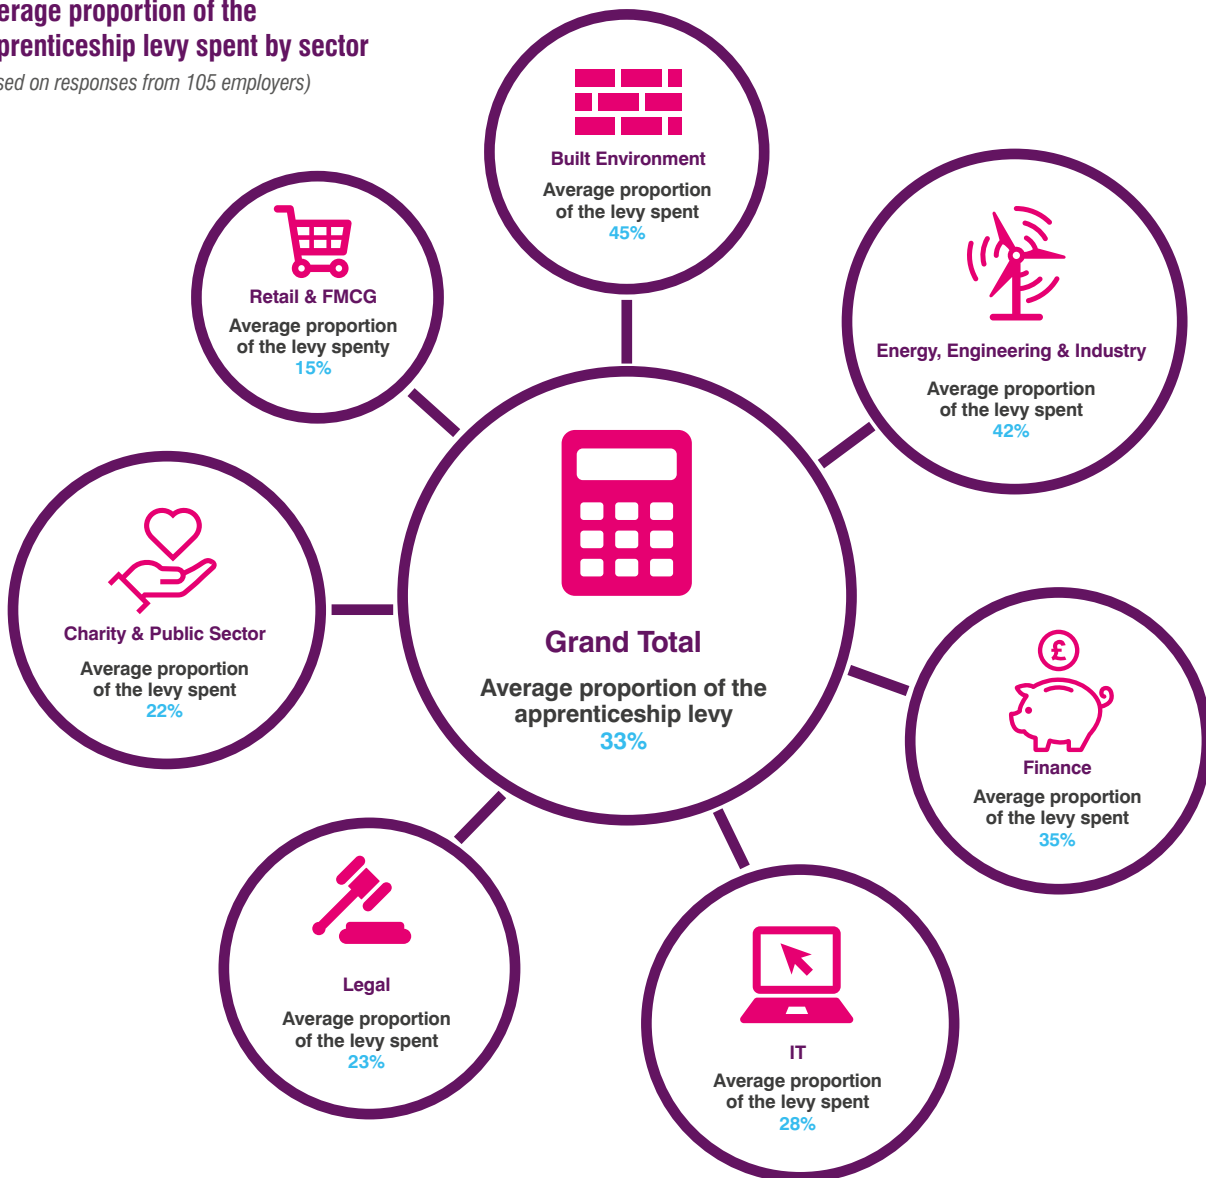 erage proportion of the
prenticeship levy spent by sector
sed on responses from 105 employers)
Built Environment
Average proportion
of the levy spent
45%
Retail & FMCG
Average proportion
of the levy spenty
15%
Energy, Engineering & Industry
Average proportion
of the levy spent
42%
Grand Total
Average proportion of the
apprenticeship levy
33%
Charity & Public Sector
Average proportion
of the levy spent
22%
£
Finance
Average proportion
of the levy spent
35%
Legal
Average proportion
of the levy spent
23%
IT
Average proportion
of the levy spent
28%